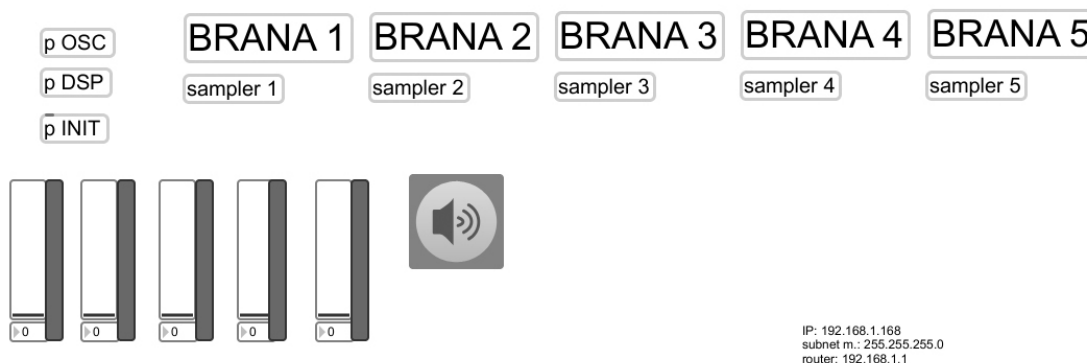 p OSC
p DSP
p INIT
BRANA 1
BRANA 2
BRANA 3
BRANA 4
BRANA 5
sampler 1
sampler 2
sampler 3
sampler 4
sampler 5
0
0
0
0
0
IP: 192.168.1.168
subnet m.: 255.255.255.0
router: 192.168.1.1